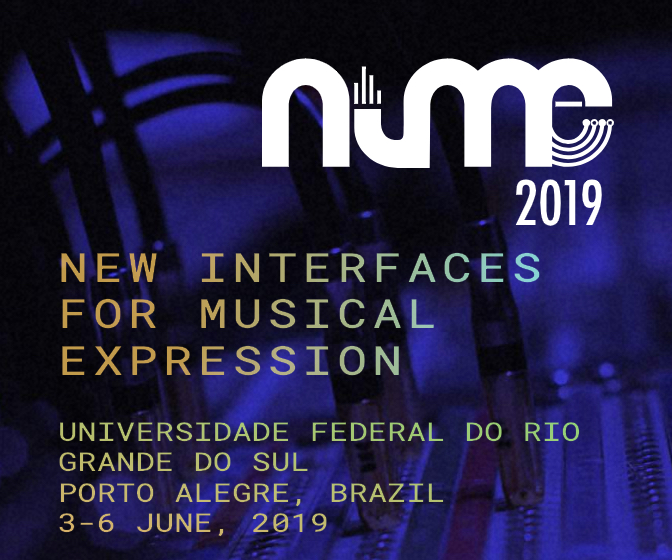 nime
2019
NEW INTERFACES
FOR MUSICAL
EXPRESSION
UNIVERSIDADE FEDERAL DO RIO
GRANDE DO SUL
PORTO ALEGRE, BRAZIL
3-6 JUNE, 2019